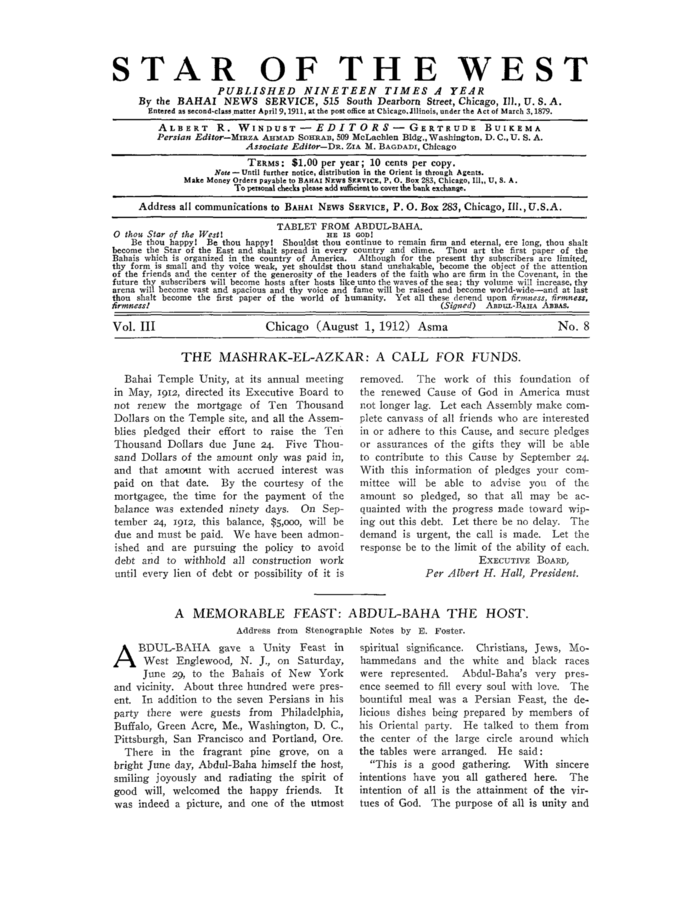 STAR OF THE WEST
PUBLISHED NINETEEN TIMES A YEAR
By the BAHAI NEWS SERVICE, 515 South Dearborn Street, Chicago, Ill., U. S. A.
Entered as second-class matter April 9, 1911, at the post office at Chicago, Illinois, under the Act of March 3, 1879.
ALBERT R. WINDUST — EDITORS — GERTRUDE BUIKEMA
Persian Editor—MIRZA AHMAD SOHRAB, 509 McLachlen Bldg., Washington, D. C., U. S. A.
Associate Editor—DR. ZIA M. BAGDADI, Chicago
TERMS: $1.00 per year; 10 cents per copy.
Note — Until further notice, distribution in the Orient is through Agents.
Make Money Orders payable to BAHAI NEWS SERVICE, P. O. Box 283, Chicago, Ill., U. S. A.
To personal checks please add sufficient to cover the bank exchange.
Address all communications to BAHAI NEWS SERVICE, P. O. Box 283, Chicago, Ill., U.S.A.
TABLET FROM ABDUL-BAHA.
O thou Star of the West! HE IS GOD!
Be thou happy! Be thou happy! Shouldst thou continue to remain firm and eternal, ere long, thou shalt
become the Star of the East and shalt spread in every country and clime. Thou art the first paper of the
Bahais which is organized in the country of America. Although for the present thy subscribers are limited,
thy form is small and thy voice weak, yet shouldst thou stand unshakable, become the object of the attention
of the friends and the center of the generosity of the leaders of the faith who are firm in the Covenant, in the
future thy subscribers will become hosts after hosts like unto the waves of the sea; thy volume will increase, thy
arena will become vast and spacious and thy voice and fame will be raised and become world-wide—and at last
thou shalt become the first paper of the world of humanity. Yet all these depend upon firmness, firmness,
firmness! (Signed) ABDUL-BAHA ABBAS.
Vol. III Chicago (August 1, 1912) Asma No. 8
THE MASHRAK-EL-AZKAR: A CALL FOR FUNDS.
Bahai Temple Unity, at its annual meeting
in May, 1912, directed its Executive Board to
not renew the mortgage of Ten Thousand
Dollars on the Temple site, and all the Assem-
blies pledged their effort to raise the Ten
Thousand Dollars due June 24. Five Thou-
sand Dollars of the amount only was paid in,
and that amount with accrued interest was
paid on that date. By the courtesy of the
mortgagee, the time for the payment of the
balance was extended ninety days. On Sep-
tember 24, 1912, this balance, $5,000, will be
due and must be paid. We have been admon-
ished and are pursuing the policy to avoid
debt and to withhold all construction work
until every lien of debt or possibility of it is
removed. The work of this foundation of
the renewed Cause of God in America must
not longer lag. Let each Assembly make com-
plete canvass of all friends who are interested
in or adhere to this Cause, and secure pledges
or assurances of the gifts they will be able
to contribute to this Cause by September 24.
With this information of pledges your com-
mittee will be able to advise you of the
amount so pledged, so that all may be ac-
quainted with the progress made toward wip-
ing out this debt. Let there be no delay. The
demand is urgent, the call is made. Let the
response be to the limit of the ability of each.
EXECUTIVE BOARD,
Per Albert H. Hall, President.
A MEMORABLE FEAST: ABDUL-BAHA THE HOST.
Address from Stenographic Notes by E. Foster.
ABDUL-BAHA gave a Unity Feast in
West Englewood, N. J., on Saturday,
June 29, to the Bahais of New York
and vicinity. About three hundred were pres-
ent. In addition to the seven Persians in his
party there were guests from Philadelphia,
Buffalo, Green Acre, Me., Washington, D. C.,
Pittsburgh, San Francisco and Portland, Ore.
There in the fragrant pine grove, on a
bright June day, Abdul-Baha himself the host,
smiling joyously and radiating the spirit of
good will, welcomed the happy friends. It
was indeed a picture, and one of the utmost
spiritual significance. Christians, Jews, Mo-
hammedans and the white and black races
were represented. Abdul-Baha's very pres-
ence seemed to fill every soul with love. The
bountiful meal was a Persian Feast, the de-
licious dishes being prepared by members of
his Oriental party. He talked to them from
the center of the large circle around which
the tables were arranged. He said:
"This is a good gathering. With sincere
intentions have you all gathered here. The
intention of all is the attainment of the vir-
tues of God. The purpose of all is unity and